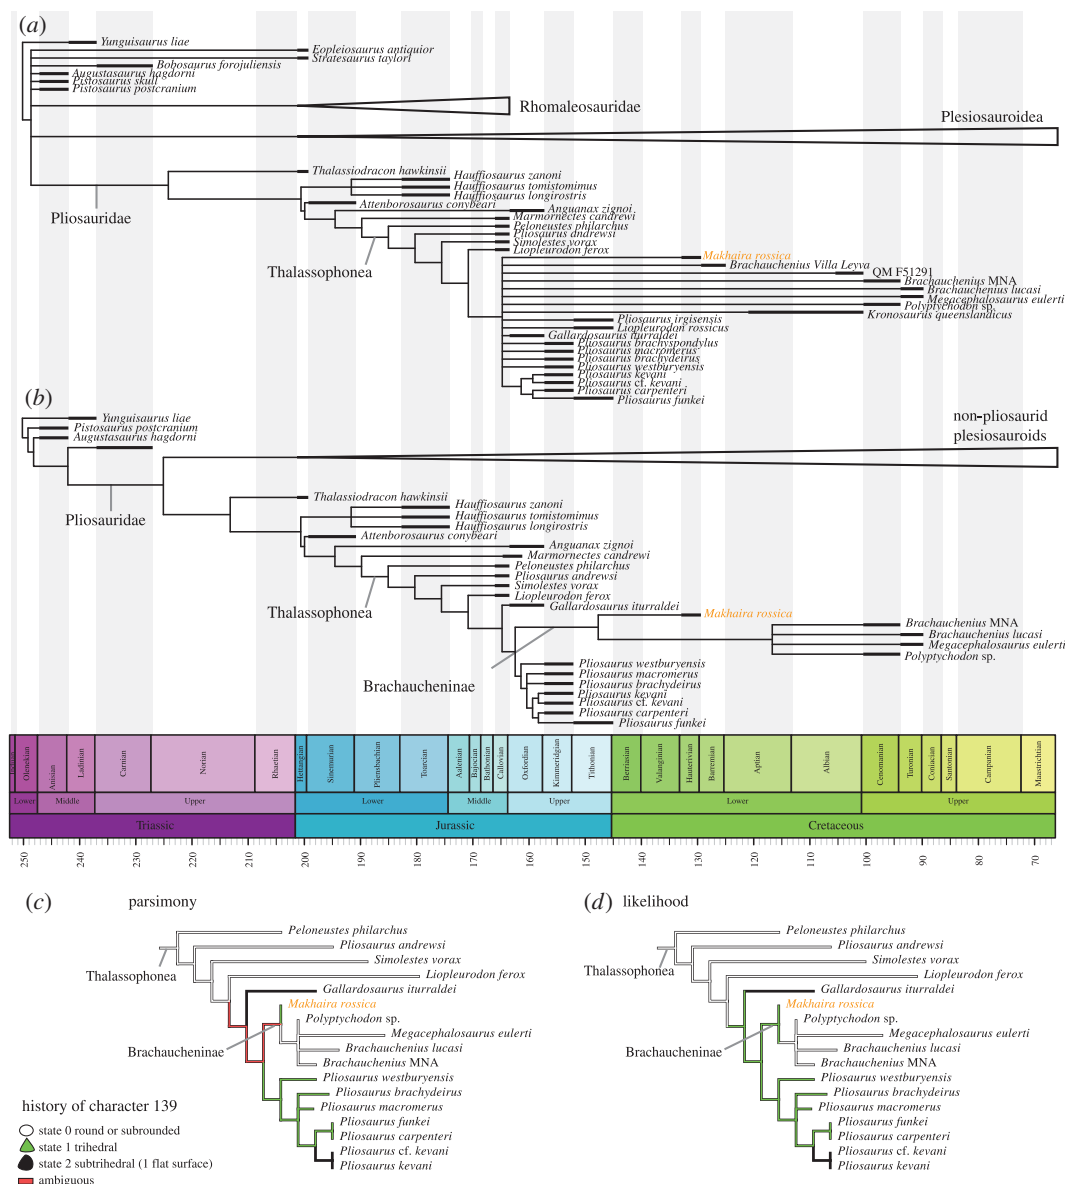 (a)
Yunguisaurus liae
Eopleiosaurus antiquior
Stratesaurus taylori
Bobosaurus forojuliensis
Augustasaurus hagdorni
Pistosaurus skull
Pistosaurus postcranium
Rhomaleosauridae
Plesiosauroidea
Thalassiodracon hawkinsii
Hauffiosaurus zanoni
Hauffiosaurus tomistomimus
Hauffiosaurus longirostris
Attenborosaurus conybeari
Anguanax zignoi
Marmornectes candrewi
Peloneustes philarchus
Pliosaurus andrewsi
Simolestes vorax
Liopleurodon ferox
Pliosauridae
Thalassophonea
Makhaira rossica
Brachauchenius Villa Leyva
QM F51291
Brachauchenius MNA
Brachauchenius lucasi
Megacephalosaurus eulerti
Polyptychodon sp.
Kronosaurus queenslandicus
Pliosaurus irgisensis
Liopleurodon rossicus
Gallardosaurus iturraldei
Pliosaurus brachyspondylus
Pliosaurus macromerus
Pliosaurus brachydeirus
Pliosaurus westburyensis
Pliosaurus kevani
Pliosaurus cf. kevani
Pliosaurus carpenteri
Pliosaurus funkei
(b)
Yunguisaurus liae
Pistosaurus postcranium
Augustasaurus hagdorni
non-pliosaurid
plesiosauroids
Pliosauridae
Thalassiodracon hawkinsii
Hauffiosaurus zanoni
Hauffiosaurus tomistomimus
Hauffiosaurus longirostris
Attenborosaurus conybeari
Anguanax zignoi
Marmornectes candrewi
Peloneustes philarchus
Pliosaurus andrewsi
Simolestes vorax
Liopleurodon ferox
Gallardosaurus iturraldei
Thalassophonea
Makhaira rossica
Brachauchenius MNA
Brachauchenius lucasi
Megacephalosaurus eulerti
Polyptychodon sp.
Brachaucheninae
Pliosaurus westburyensis
Pliosaurus macromerus
Pliosaurus brachydeirus
Pliosaurus kevani
Pliosaurus cf. kevani
Pliosaurus carpenteri
Pliosaurus funkei
Olenekian Anisian Ladinian Carnian Norian Rhaetian Hettangian Sinemurian Pliensbachian Toarcian Aalenian Bajocian Bathonian Callovian Oxfordian Kimmeridgian Tithonian Berriasian Valanginian Hauterivian Barremian Aptian Albian Cenomanian Turonian Coniacian Santonian Campanian Maastrichtian
Lower Middle Upper Lower Middle Upper Lower Upper
Triassic Jurassic Cretaceous
250 240 230 220 210 200 190 180 170 160 150 140 130 120 110 100 90 80 70
(c) parsimony
Peloneustes philarchus
Pliosaurus andrewsi
Simolestes vorax
Liopleurodon ferox
Thalassophonea
Gallardosaurus iturraldei
Makhaira rossica
Polyptychodon sp.
Megacephalosaurus eulerti
Brachauchenius lucasi
Brachauchenius MNA
Brachaucheninae
Pliosaurus westburyensis
Pliosaurus brachydeirus
Pliosaurus macromerus
Pliosaurus funkei
Pliosaurus carpenteri
Pliosaurus cf. kevani
Pliosaurus kevani
history of character 139
state 0 round or subrounded
state 1 trihedral
state 2 subtrihedral (1 flat surface)
ambiguous
(d) likelihood
Peloneustes philarchus
Pliosaurus andrewsi
Simolestes vorax
Liopleurodon ferox
Thalassophonea
Gallardosaurus iturraldei
Makhaira rossica
Polyptychodon sp.
Megacephalosaurus eulerti
Brachauchenius lucasi
Brachauchenius MNA
Brachaucheninae
Pliosaurus westburyensis
Pliosaurus brachydeirus
Pliosaurus macromerus
Pliosaurus funkei
Pliosaurus carpenteri
Pliosaurus cf. kevani
Pliosaurus kevani